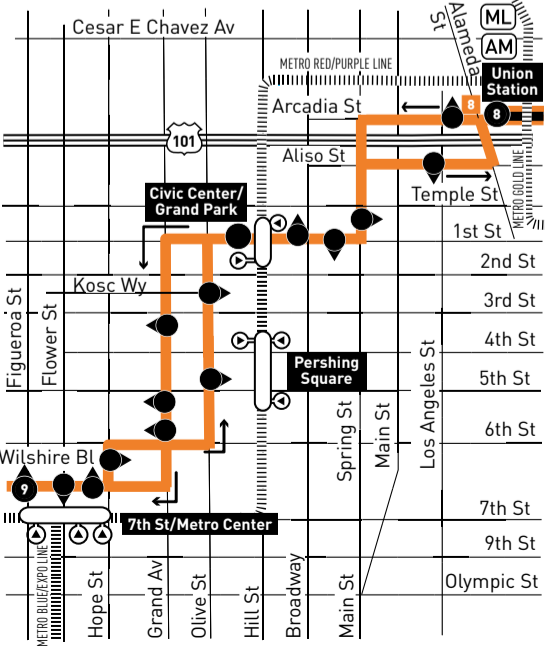 Cesar E Chavez Av
Alameda
St
ML
AM
METRO RED/PURPLE LINE
Union
Station
Arcadia St
8
8
101
Aliso St
Temple St
METRO GOLD LINE
Civic Center/
Grand Park
1st St
2nd St
Kosc Wy
3rd St
Figueroa St
Flower St
4th St
Pershing
Square
5th St
Spring St
Main St
Los Angeles St
6th St
Wilshire Bl
9
7th St
7th St/Metro Center
9th St
METRO BLUE/EXPO LINE
Hope St
Grand Av
Olive St
Hill St
Broadway
Main St
Olympic St